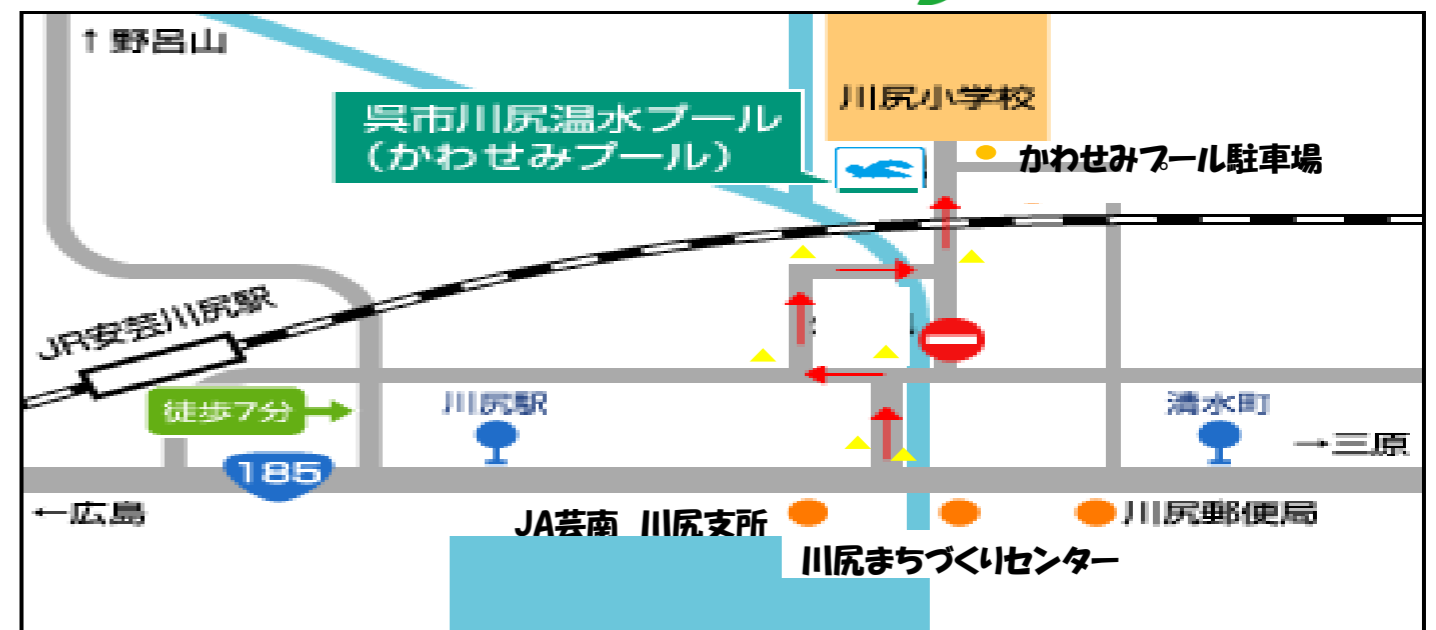 ↑野呂山
川尻小学校
呉市川尻温水プール
(かわせみプール)
かわせみプール駐車場
JR安芸川尻駅
徒歩7分
川尻駅
清水町
→三原
185
←広島
JA芸南 川尻支所
川尻郵便局
川尻まちづくりセンター